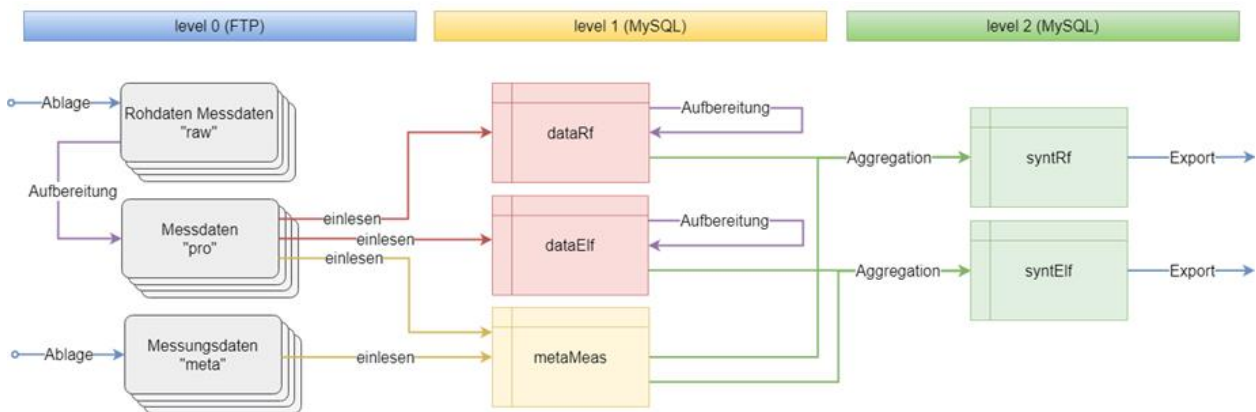 level 0 (FTP)
level 1 (MySQL)
level 2 (MySQL)
Ablage
Rohdaten Messdaten
"raw"
Aufbereitung
Messdaten
"pro"
Ablage
Messungsdaten
"meta"
einlesen
einlesen
einlesen
einlesen
dataRf
Aufbereitung
dataElf
Aufbereitung
metaMeas
Aggregation
Aggregation
syntRf
syntElf
Export
Export